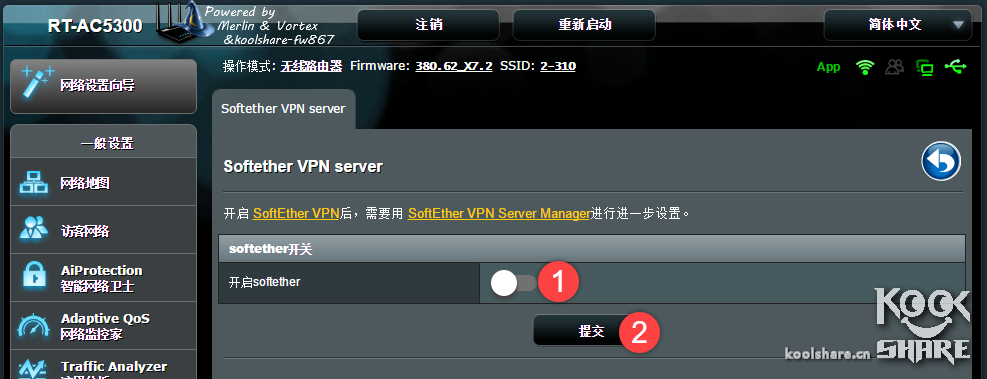 RT-AC5300
Powered by
Merlin & Vortex
&koolshare-fw867
注销
重新启动
简体中文
网络设置向导
操作模式: 无线路由器 Firmware: 380.62_X7.2 SSID: 2-310
App
Softether VPN server
一般设置
Softether VPN server
网络地图
开启 SoftEther VPN后，需要用 SoftEther VPN Server Manager进行进一步设置。
访客网络
softether开关
AiProtection
智能网络卫士
开启softether
1
Adaptive QoS
网络监控家
提交
2
KOOL
SHARE
koolshare.cn
Traffic Analyzer